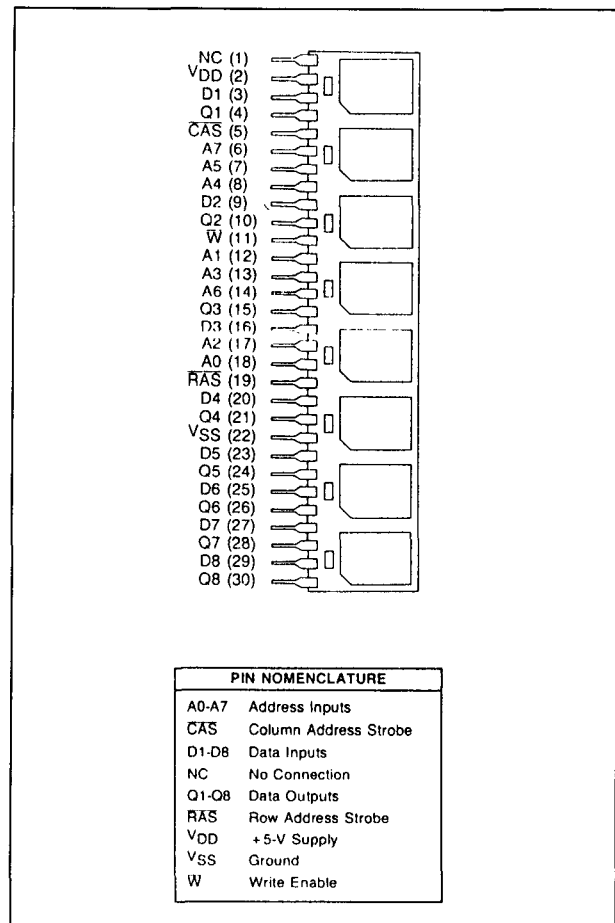 NC (1)
VDD (2)
D1 (3)
Q1 (4)
CAS (5)
A7 (6)
A5 (7)
A4 (8)
D2 (9)
Q2 (10)
W (11)
A1 (12)
A3 (13)
A6 (14)
Q3 (15)
D3 (16)
A2 (17)
A0 (18)
RAS (19)
D4 (20)
Q4 (21)
VSS (22)
D5 (23)
Q5 (24)
D6 (25)
Q6 (26)
D7 (27)
Q7 (28)
D8 (29)
Q8 (30)
PIN NOMENCLATURE
A0-A7 Address Inputs
CAS Column Address Strobe
D1-D8 Data Inputs
NC No Connection
Q1-Q8 Data Outputs
RAS Row Address Strobe
VDD +5-V Supply
VSS Ground
W Write Enable